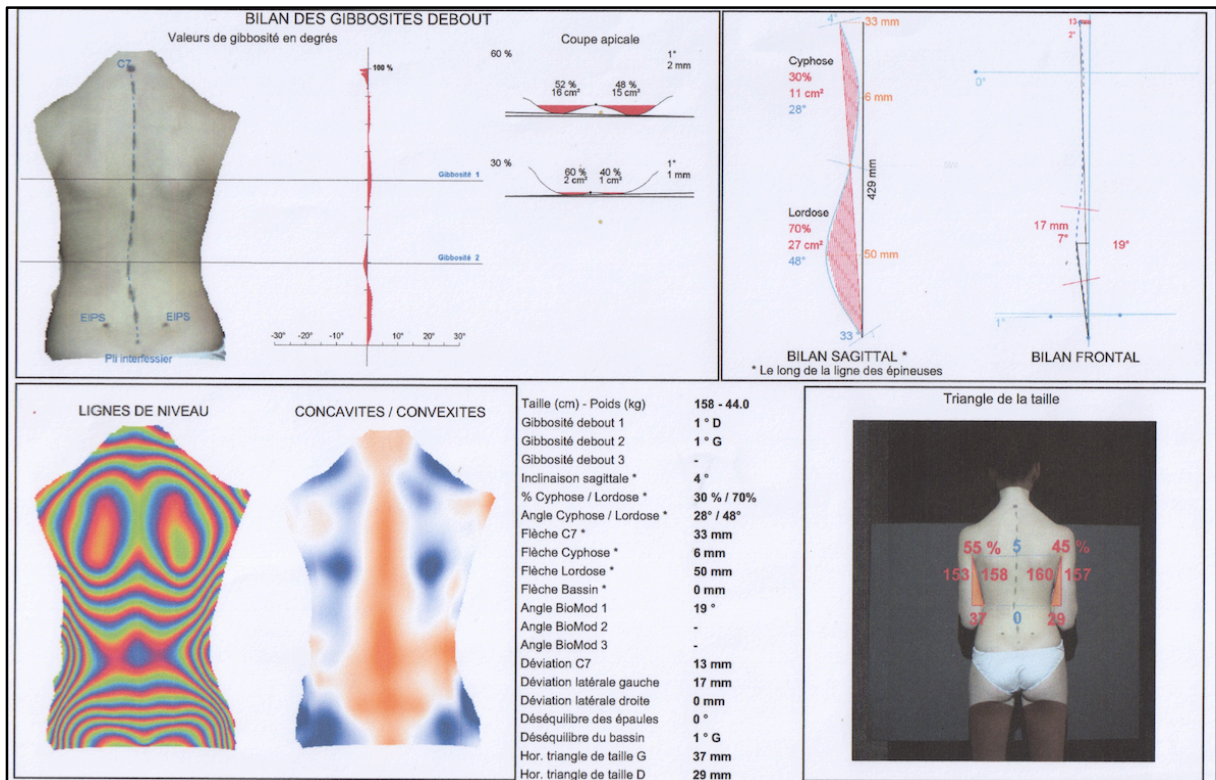 BILAN DES GIBBOSITES DEBOUT
Valeurs de gibbosité en degrés
Coupe apicale
C7
100 %
60 %
1°
2 mm
52 %
48 %
16 cm²
15 cm²
Gibbosité 1
30 %
1°
1 mm
60 %
40 %
2 cm²
1 cm²
Gibbosité 2
EIPS
EIPS
Pli interfessier
-30°
-20°
-10°
10°
20°
30°
4°
33 mm
Cyphose
30%
11 cm²
28°
6 mm
429 mm
Lordose
70%
27 cm²
48°
50 mm
33°
BILAN SAGITTAL *
* Le long de la ligne des épineuses
13 mm
2°
0°
17 mm
7°
19°
1°
BILAN FRONTAL
LIGNES DE NIVEAU
CONCAVITES / CONVEXITES
Taille (cm) - Poids (kg) 158 - 44.0
Gibbosité debout 1 1 ° D
Gibbosité debout 2 1 ° G
Gibbosité debout 3 -
Inclinaison sagittale * 4 °
% Cyphose / Lordose * 30 % / 70%
Angle Cyphose / Lordose * 28° / 48°
Flèche C7 * 33 mm
Flèche Cyphose * 6 mm
Flèche Lordose * 50 mm
Flèche Bassin * 0 mm
Angle BioMod 1 19 °
Angle BioMod 2 -
Angle BioMod 3 -
Déviation C7 13 mm
Déviation latérale gauche 17 mm
Déviation latérale droite 0 mm
Déséquilibre des épaules 0 °
Déséquilibre du bassin 1 ° G
Hor. triangle de taille G 37 mm
Hor. triangle de taille D 29 mm
Triangle de la taille
55 % 5 45 %
153 158 160 157
37 0 29